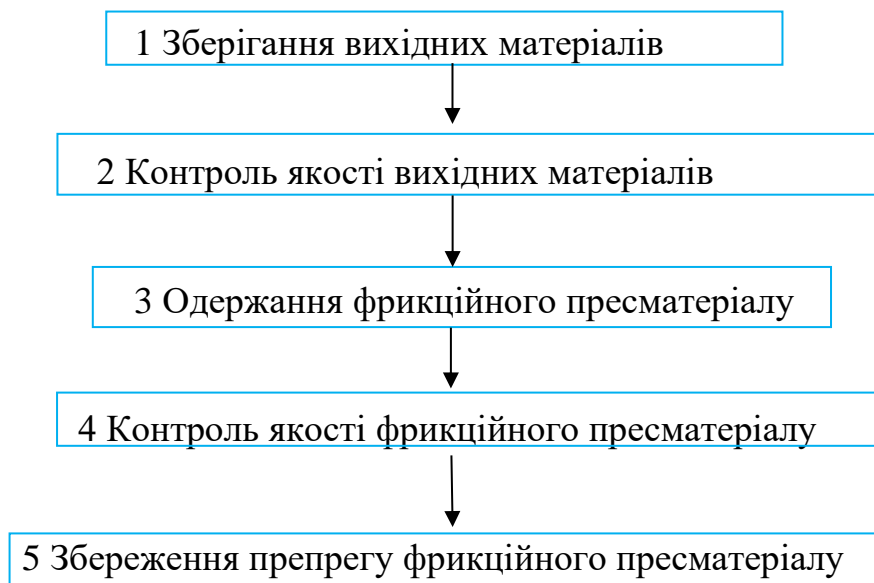 1 Зберігання вихідних матеріалів
2 Контроль якості вихідних матеріалів
3 Одержання фрикційного пресматеріалу
4 Контроль якості фрикційного пресматеріалу
5 Збереження препрегу фрикційного пресматеріалу